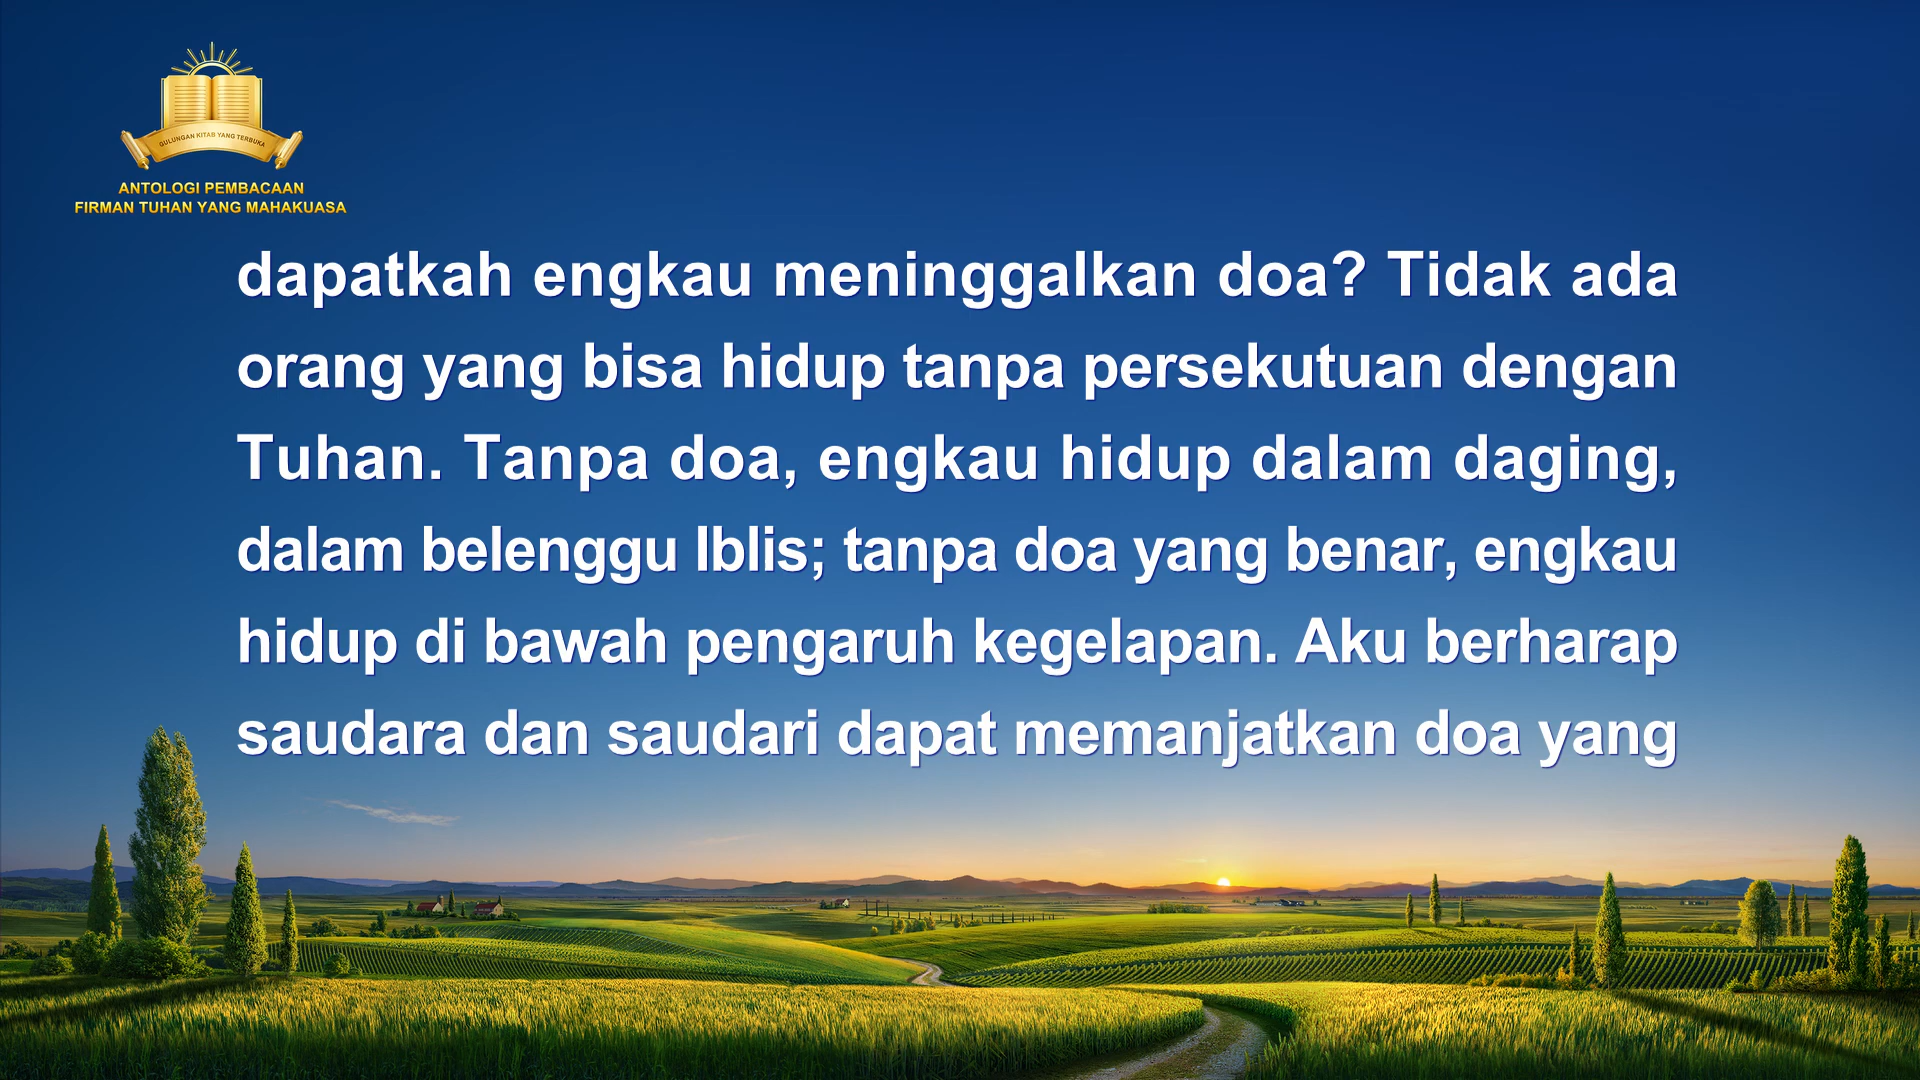 GULUNGAN KITAB YANG TERBUKA
ANTOLOGI PEMBACAAN
FIRMAN TUHAN YANG MAHAKUASA
dapatkah engkau meninggalkan doa? Tidak ada
orang yang bisa hidup tanpa persekutuan dengan
Tuhan. Tanpa doa, engkau hidup dalam daging,
dalam belenggu Iblis; tanpa doa yang benar, engkau
hidup di bawah pengaruh kegelapan. Aku berharap
saudara dan saudari dapat memanjatkan doa yang